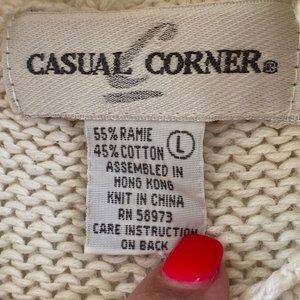 CASUAL CORNER®
55% RAMIE
45% COTTON L
ASSEMBLED IN
HONG KONG
KNIT IN CHINA
RN 58973
CARE INSTRUCTION
ON BACK